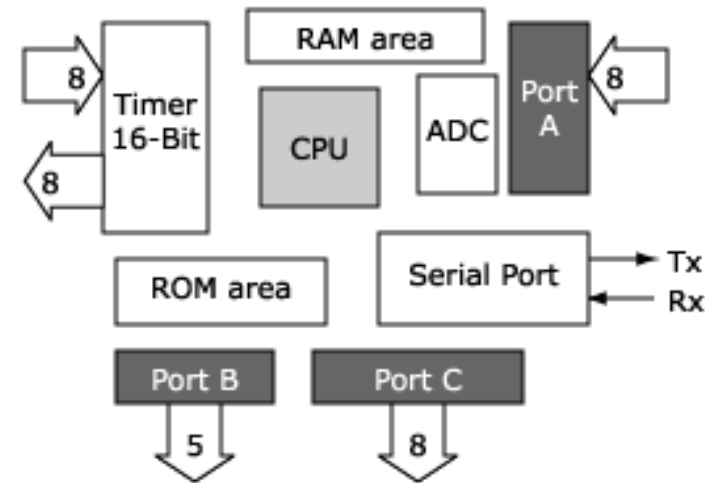 RAM area
8
Timer
16-Bit
8
CPU
ADC
Port
A
8
ROM area
Serial Port
Tx
Rx
Port B
Port C
5
8